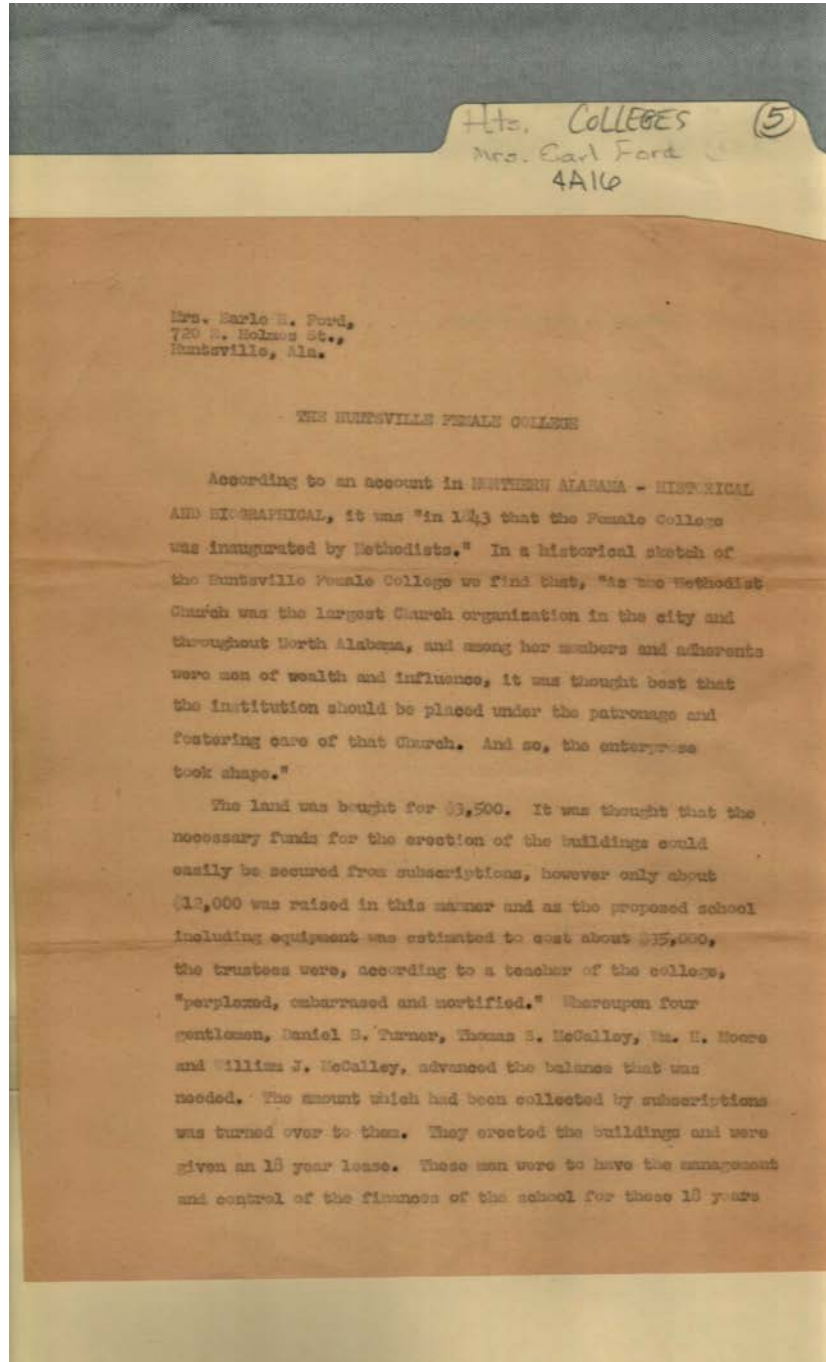 Hts. COLLEGES (5)
Mrs. Earl Ford
4A16
Mrs. Earle R. Ford,
720 E. Holmes St.,
Huntsville, Ala.
THE HUNTSVILLE FEMALE COLLEGE
According to an account in NORTHERN ALABAMA - HISTORICAL
AND BIOGRAPHICAL, it was "in 1843 that the Female College
was inaugurated by Methodists." In a historical sketch of
the Huntsville Female College we find that, "As the Methodist
Church was the largest Church organization in the city and
throughout North Alabama, and among her members and adherents
were men of wealth and influence, it was thought best that
the institution should be placed under the patronage and
fostering care of that Church. And so, the enterprise
took shape."
The land was bought for $3,500. It was thought that the
necessary funds for the erection of the buildings could
easily be secured from subscriptions, however only about
$12,000 was raised in this manner and as the proposed school
including equipment was estimated to cost about $35,000,
the trustees were, according to a teacher of the college,
"perplexed, embarrased and mortified." Whereupon four
gentlemen, Daniel B. Turner, Thomas S. McCalley, Wm. H. Moore
and William J. McCalley, advanced the balance that was
needed. The amount which had been collected by subscriptions
was turned over to them. They erected the buildings and were
given an 18 year lease. These men were to have the management
and control of the finances of the school for these 18 years